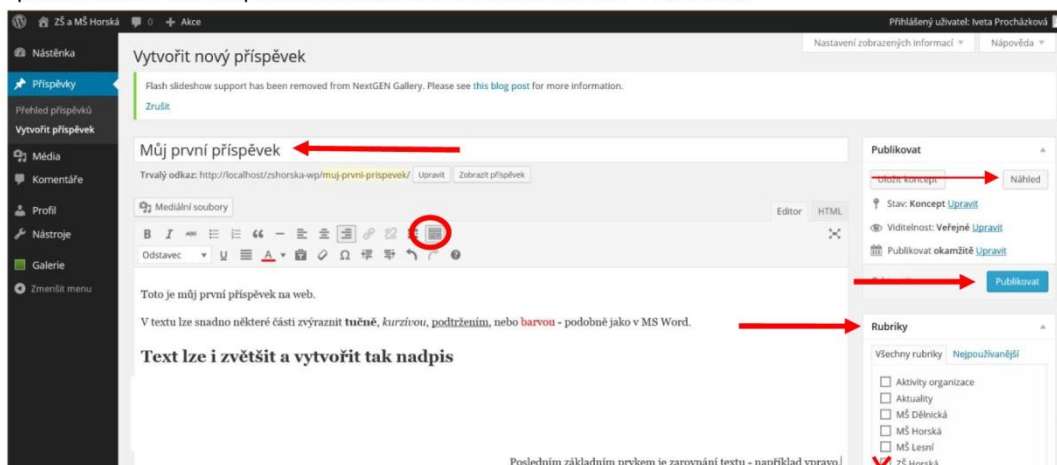 ZŠ a MŠ Horská 0 + Akce Přihlášený uživatel: Iveta Procházková
Nastavení zobrazených informací Nápověda
Nástěnka
Příspěvky
Přehled příspěvků
Vytvořit příspěvek
Média
Komentáře
Profil
Nástroje
Galerie
Zmenšit menu
Vytvořit nový příspěvek
Flash slideshow support has been removed from NextGEN Gallery. Please see this blog post for more information.
Zrušit
Můj první příspěvek
Trvalý odkaz: http://localhost/zshorska-wp/muj-prvni-prispevek/ Upravit Zobrazit příspěvek
Mediální soubory
Editor HTML
B I ABC
Odstavec U A Ω
Toto je můj první příspěvek na web.
V textu lze snadno některé části zvýraznit tučně, kurzívou, podtržením, nebo barvou - podobně jako v MS Word.
Text lze i zvětšit a vytvořit tak nadpis
Posledním základním prvkem je zarovnání textu - například vpravo.
Publikovat
Uložit koncept Náhled
Stav: Koncept Upravit
Viditelnost: Veřejné Upravit
Publikovat okamžitě Upravit
Publikovat
Rubriky
Všechny rubriky Nejpoužívanější
Aktivity organizace
Aktuality
MŠ Dělnická
MŠ Horská
MŠ Lesní
ZŠ Horská